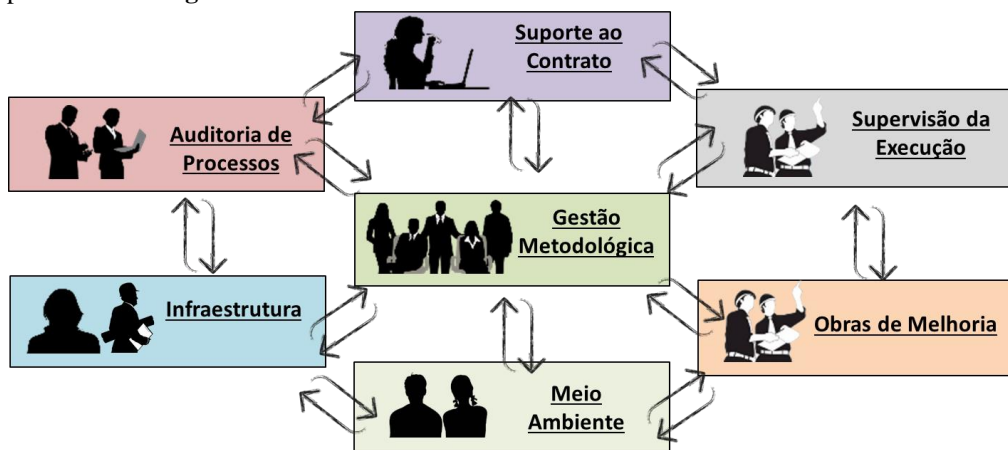 Suporte ao
Contrato
Auditoria de
Processos
Supervisão da
Execução
Gestão
Metodológica
Infraestrutura
Obras de Melhoria
Meio
Ambiente